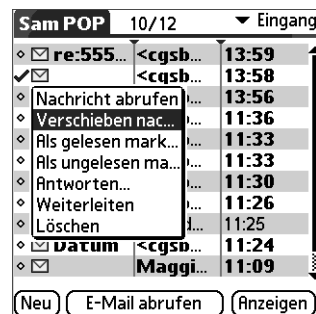 Sam POP 10/12 Eingang
re:555... <cgsb... 13:59
<cgsb... 13:58
Nachricht abrufen ... 13:56
Verschieben nac... ... 11:36
Als gelesen mark... ... 11:33
Als ungelesen ma... ... 11:33
Antworten... ... 11:30
Weiterleiten ... 11:26
Löschen ... 11:25
Datum <cgsb... 11:24
Maggi... 11:09
Neu E-Mail abrufen Anzeigen